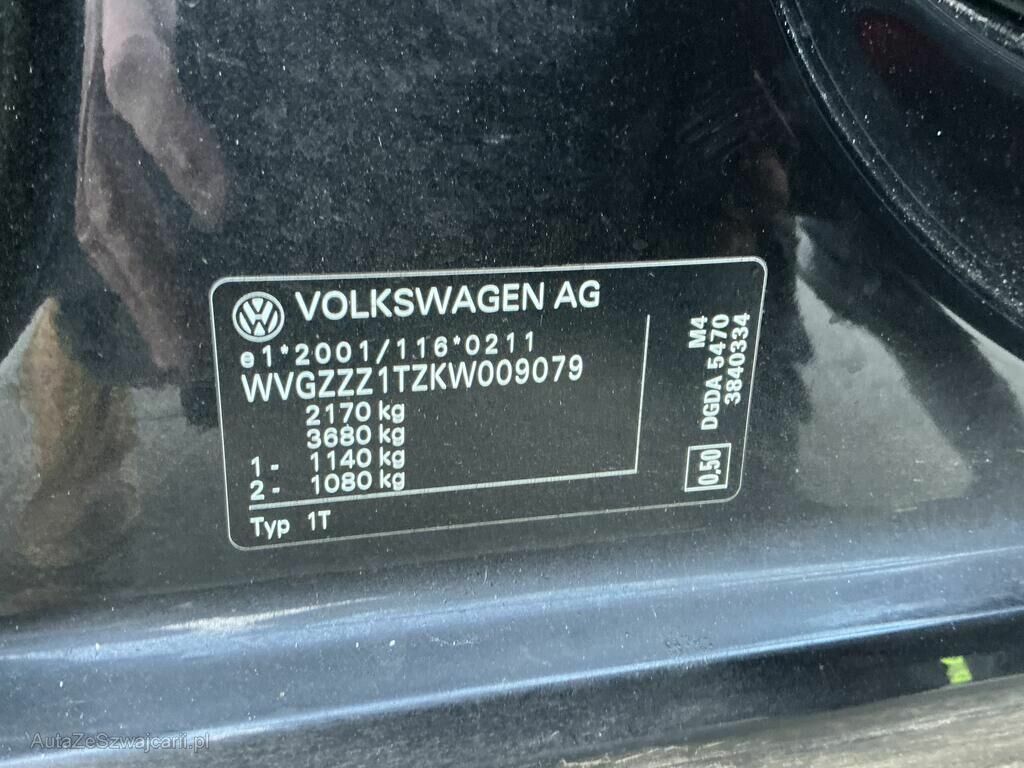 VOLKSWAGEN AG
e1*2001/116*0211
WVGZZZ1TZKW009079
2170 kg
3680 kg
1- 1140 kg
2- 1080 kg
Typ 1T
M4
DGDA 5470
3840334
0,50
AutaZeSzwajcarii.pl